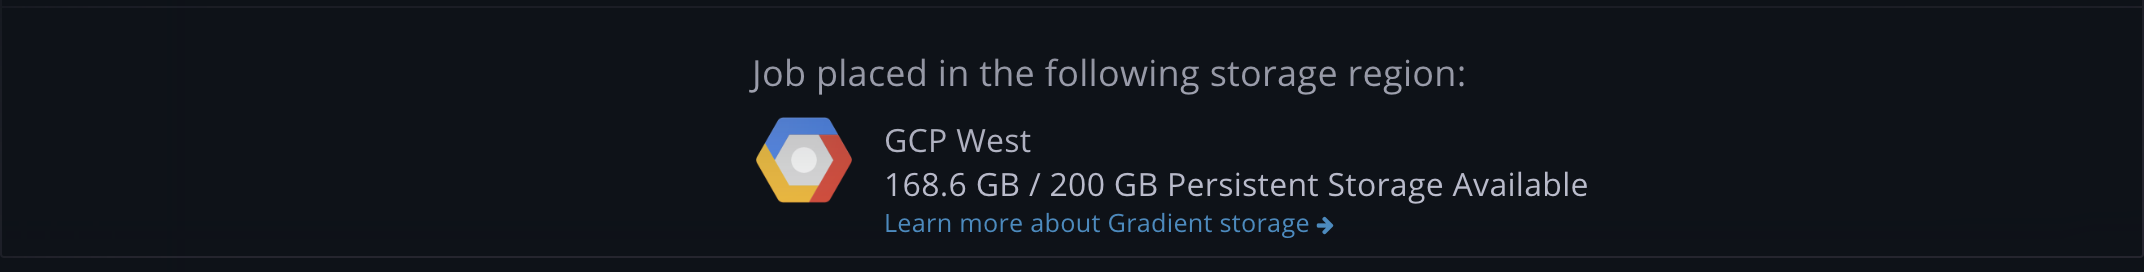 Job placed in the following storage region:
GCP West
168.6 GB / 200 GB Persistent Storage Available
Learn more about Gradient storage →